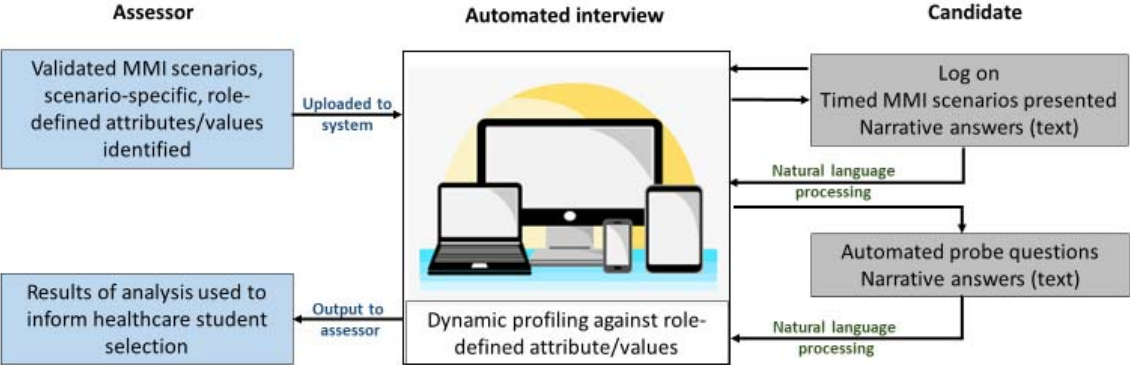 Assessor
Automated interview
Candidate
Validated MMI scenarios,
scenario-specific, role-
defined attributes/values
identified
Uploaded to
system
Log on
Timed MMI scenarios presented
Narrative answers (text)
Natural language
processing
Automated probe questions
Narrative answers (text)
Natural language
processing
Dynamic profiling against role-
defined attribute/values
Output to
assessor
Results of analysis used to
inform healthcare student
selection